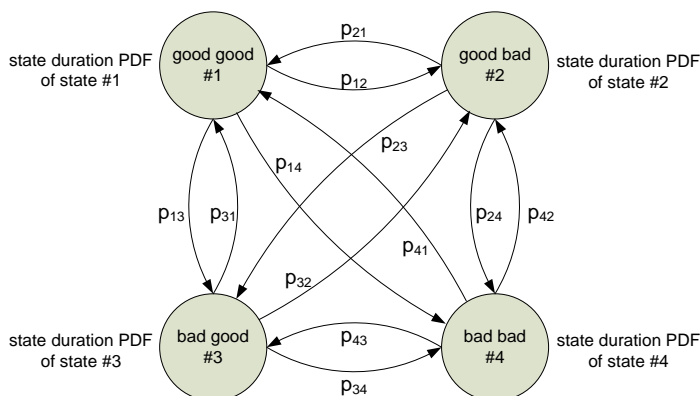 p21
good good
#1
good bad
#2
state duration PDF
of state #1
state duration PDF
of state #2
p12
p23
p14
p13
p31
p24
p42
p41
p32
bad good
#3
bad bad
#4
p43
state duration PDF
of state #3
state duration PDF
of state #4
p34